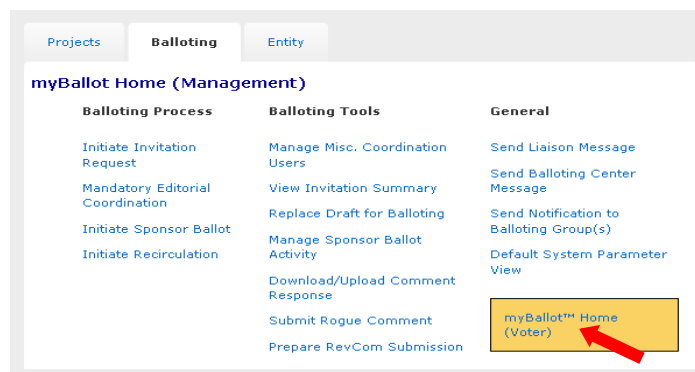 Projects
Balloting
Entity
myBallot Home (Management)
Balloting Process
Initiate Invitation
Request
Mandatory Editorial
Coordination
Initiate Sponsor Ballot
Initiate Recirculation
Balloting Tools
Manage Misc. Coordination
Users
View Invitation Summary
Replace Draft for Balloting
Manage Sponsor Ballot
Activity
Download/Upload Comment
Response
Submit Rogue Comment
Prepare RevCom Submission
General
Send Liaison Message
Send Balloting Center
Message
Send Notification to
Balloting Group(s)
Default System Parameter
View
myBallot™ Home
(Voter)